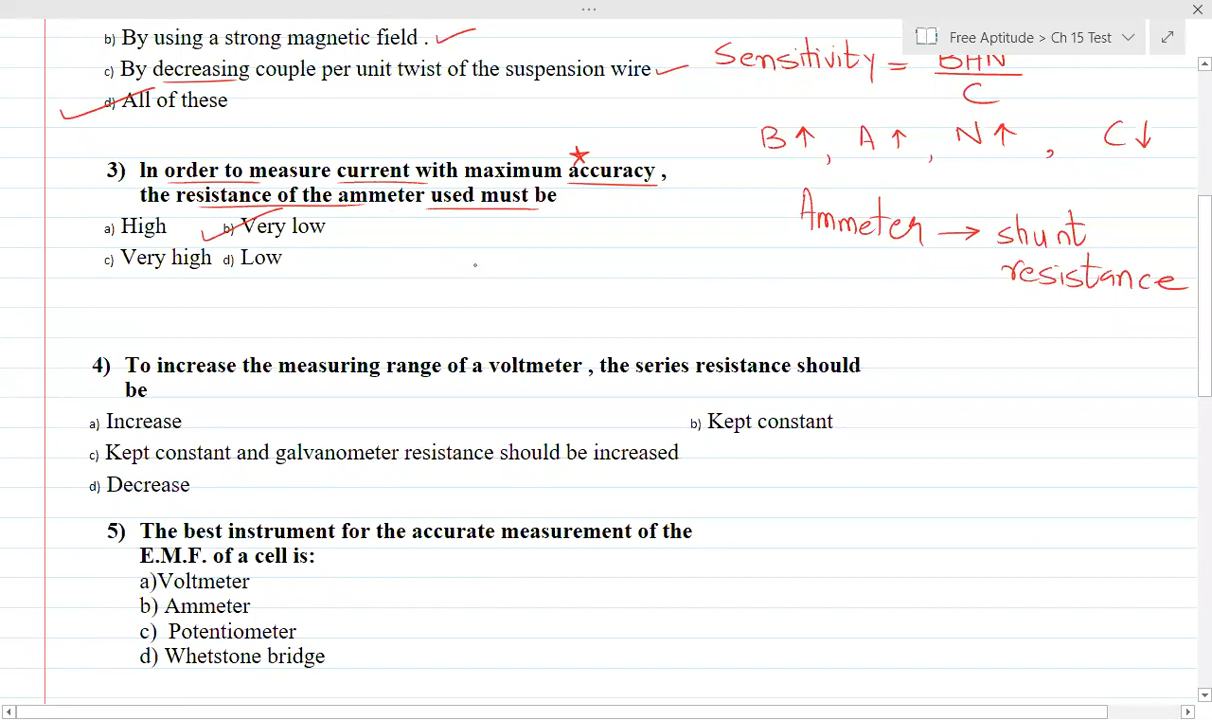 ...
Free Aptitude > Ch 15 Test
b) By using a strong magnetic field .
c) By decreasing couple per unit twist of the suspension wire
d) All of these
Sensitivity = BAN
C
B↑ , A↑ , N↑ , C↓
3) In order to measure current with maximum accuracy ,
the resistance of the ammeter used must be
a) High b) Very low
c) Very high d) Low
Ammeter → shunt
resistance
4) To increase the measuring range of a voltmeter , the series resistance should
be
a) Increase b) Kept constant
c) Kept constant and galvanometer resistance should be increased
d) Decrease
5) The best instrument for the accurate measurement of the
E.M.F. of a cell is:
a)Voltmeter
b) Ammeter
c) Potentiometer
d) Whetstone bridge